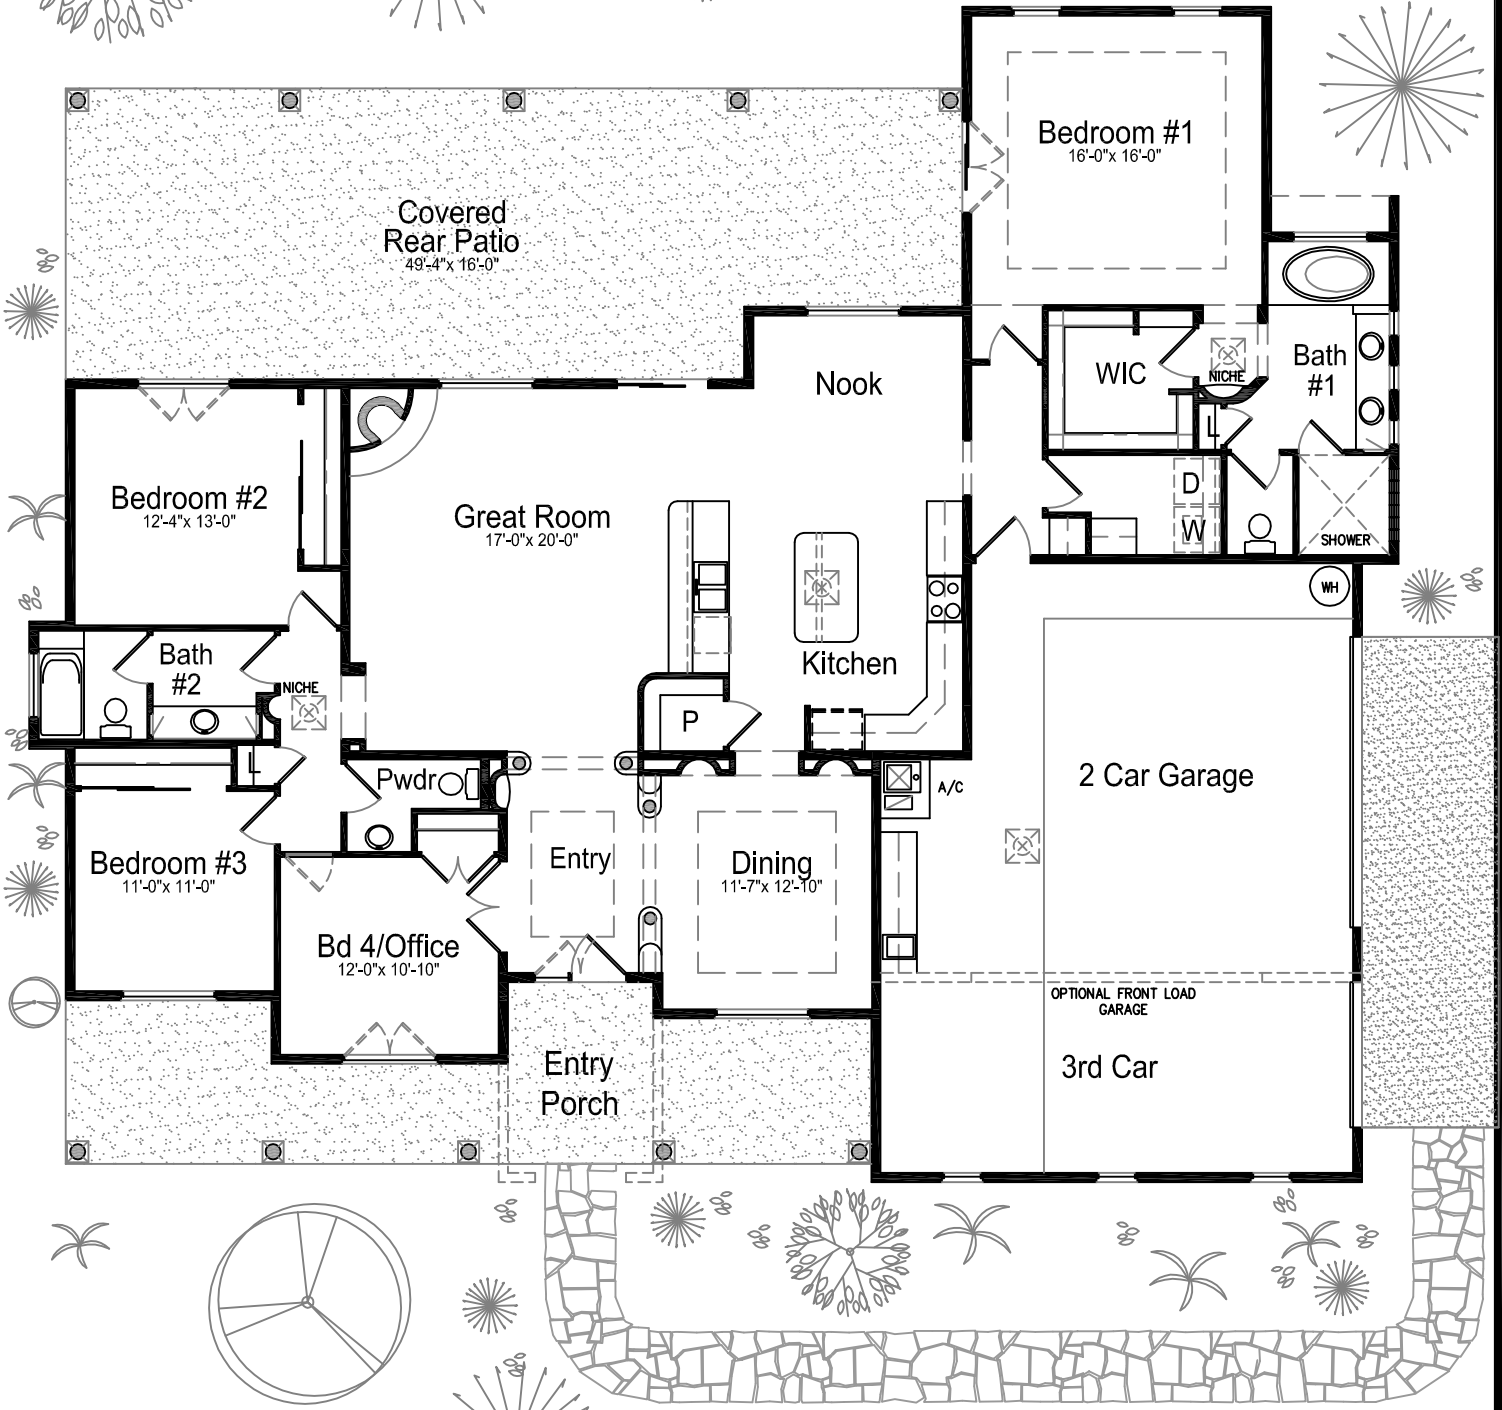 Bedroom #1
16'-0"x 16'-0"
Covered
Rear Patio
49'-4"x 16'-0"
Nook
WIC
NICHE
Bath
#1
L
Bedroom #2
12'-4"x 13'-0"
Great Room
17'-0"x 20'-0"
D
W
SHOWER
WH
Bath
#2
Kitchen
NICHE
P
L
Pwdr
A/C
2 Car Garage
Bedroom #3
11'-0"x 11'-0"
Entry
Dining
11'-7"x 12'-10"
Bd 4/Office
12'-0"x 10'-10"
OPTIONAL FRONT LOAD
GARAGE
Entry
Porch
3rd Car